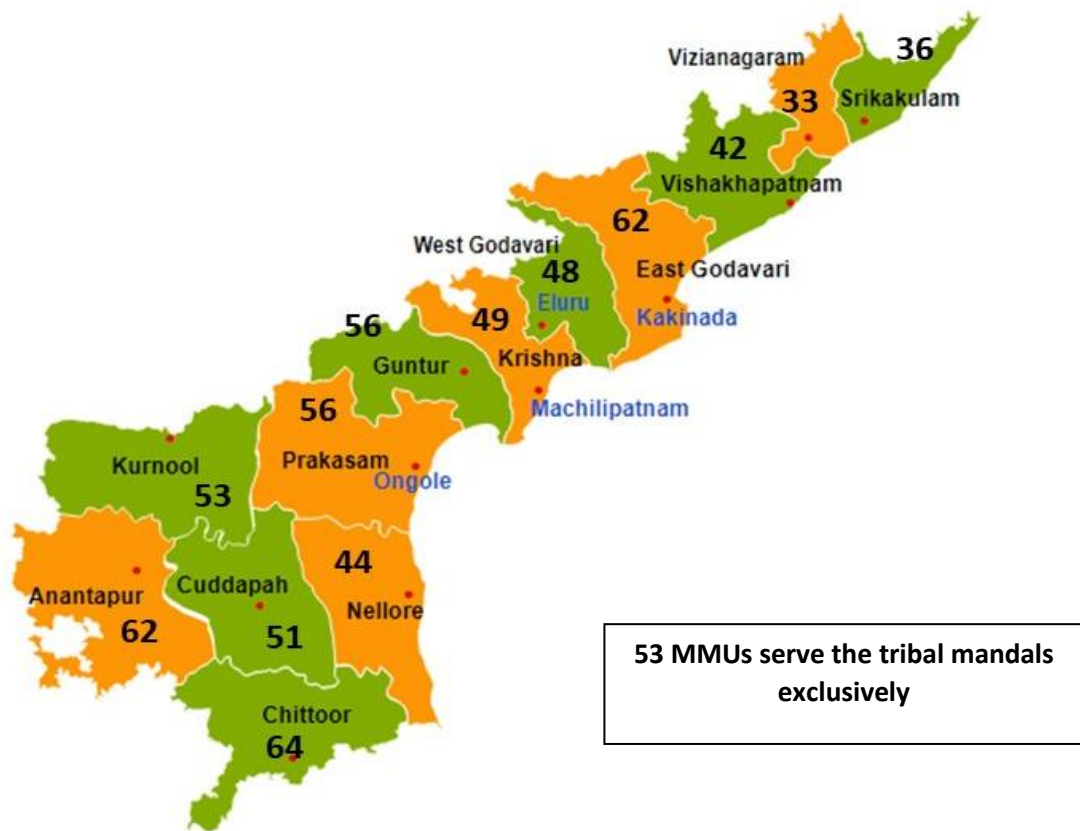 36
Vizianagaram
33
Srikakulam
42
Vishakhapatnam
62
West Godavari
48
East Godavari
Eluru
49
Kakinada
56
Krishna
Guntur
Machilipatnam
56
Prakasam
Ongole
Kurnool
53
44
Cuddapah
Anantapur
Nellore
62
51
53 MMUs serve the tribal mandals
exclusively
Chittoor
64